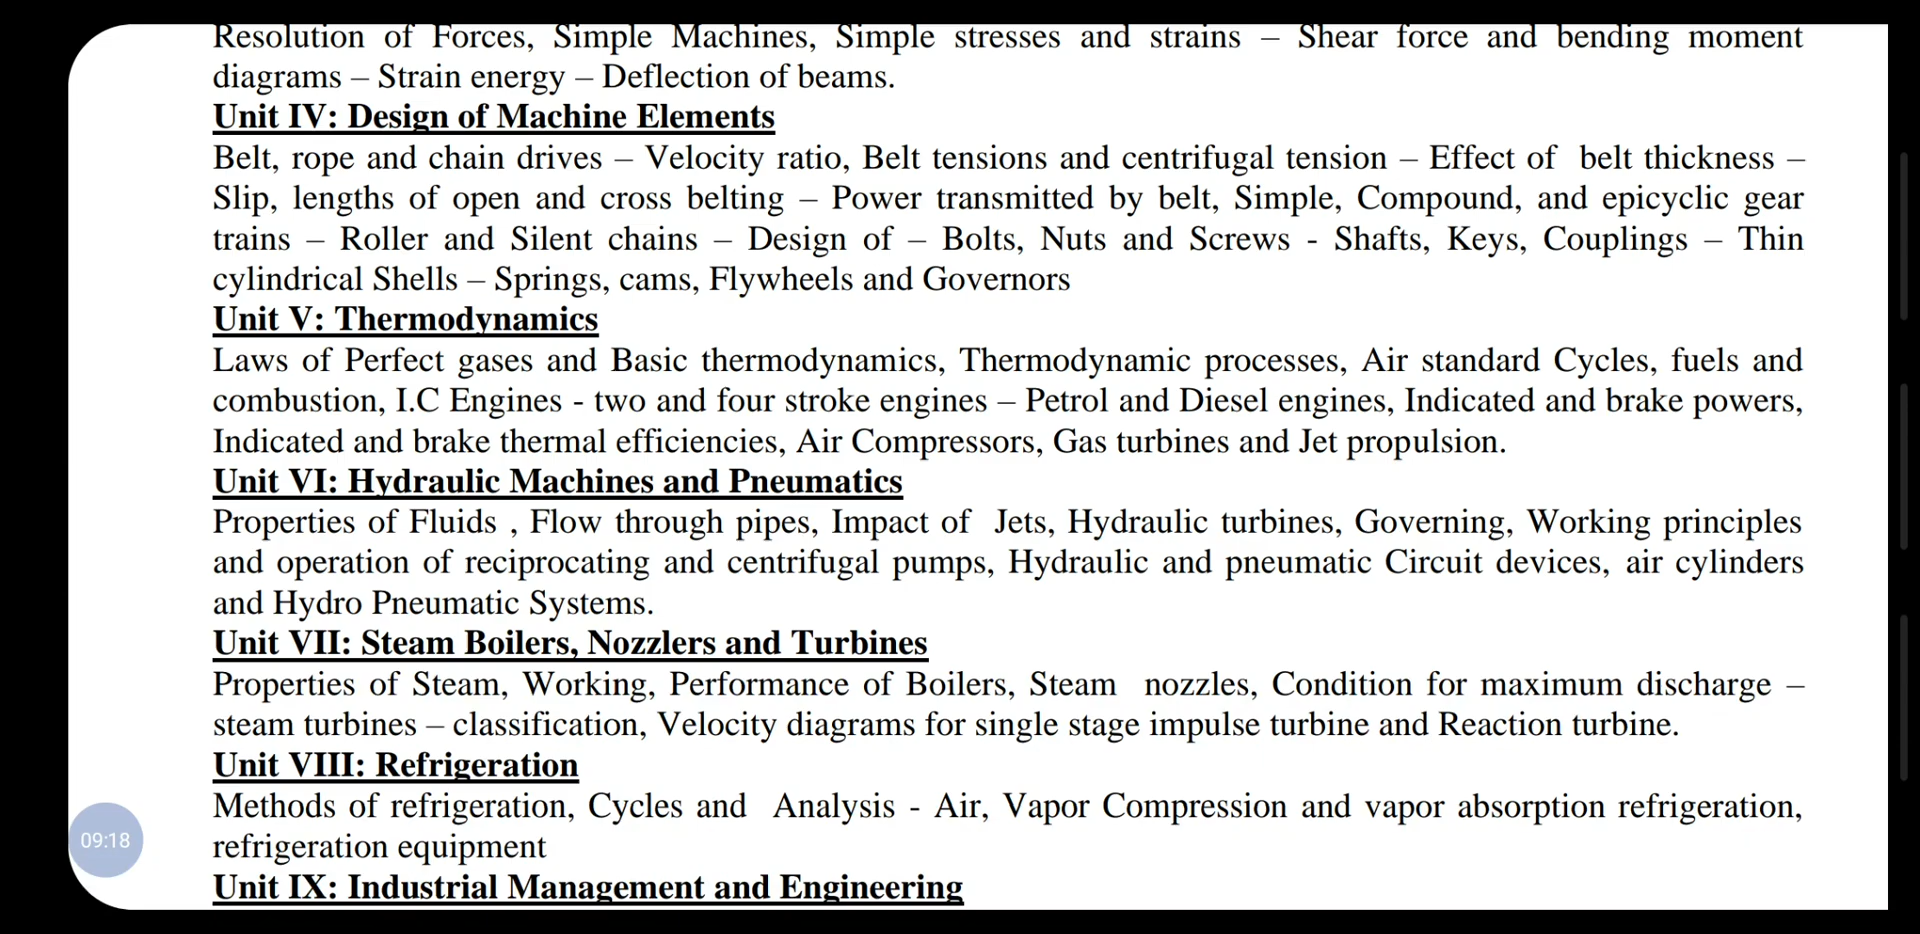 Resolution of Forces, Simple Machines, Simple stresses and strains – Shear force and bending moment
diagrams – Strain energy – Deflection of beams.
Unit IV: Design of Machine Elements
Belt, rope and chain drives – Velocity ratio, Belt tensions and centrifugal tension – Effect of belt thickness –
Slip, lengths of open and cross belting – Power transmitted by belt, Simple, Compound, and epicyclic gear
trains – Roller and Silent chains – Design of – Bolts, Nuts and Screws - Shafts, Keys, Couplings – Thin
cylindrical Shells – Springs, cams, Flywheels and Governors
Unit V: Thermodynamics
Laws of Perfect gases and Basic thermodynamics, Thermodynamic processes, Air standard Cycles, fuels and
combustion, I.C Engines - two and four stroke engines – Petrol and Diesel engines, Indicated and brake powers,
Indicated and brake thermal efficiencies, Air Compressors, Gas turbines and Jet propulsion.
Unit VI: Hydraulic Machines and Pneumatics
Properties of Fluids , Flow through pipes, Impact of Jets, Hydraulic turbines, Governing, Working principles
and operation of reciprocating and centrifugal pumps, Hydraulic and pneumatic Circuit devices, air cylinders
and Hydro Pneumatic Systems.
Unit VII: Steam Boilers, Nozzlers and Turbines
Properties of Steam, Working, Performance of Boilers, Steam nozzles, Condition for maximum discharge –
steam turbines – classification, Velocity diagrams for single stage impulse turbine and Reaction turbine.
Unit VIII: Refrigeration
Methods of refrigeration, Cycles and Analysis - Air, Vapor Compression and vapor absorption refrigeration,
09:18
refrigeration equipment
Unit IX: Industrial Management and Engineering